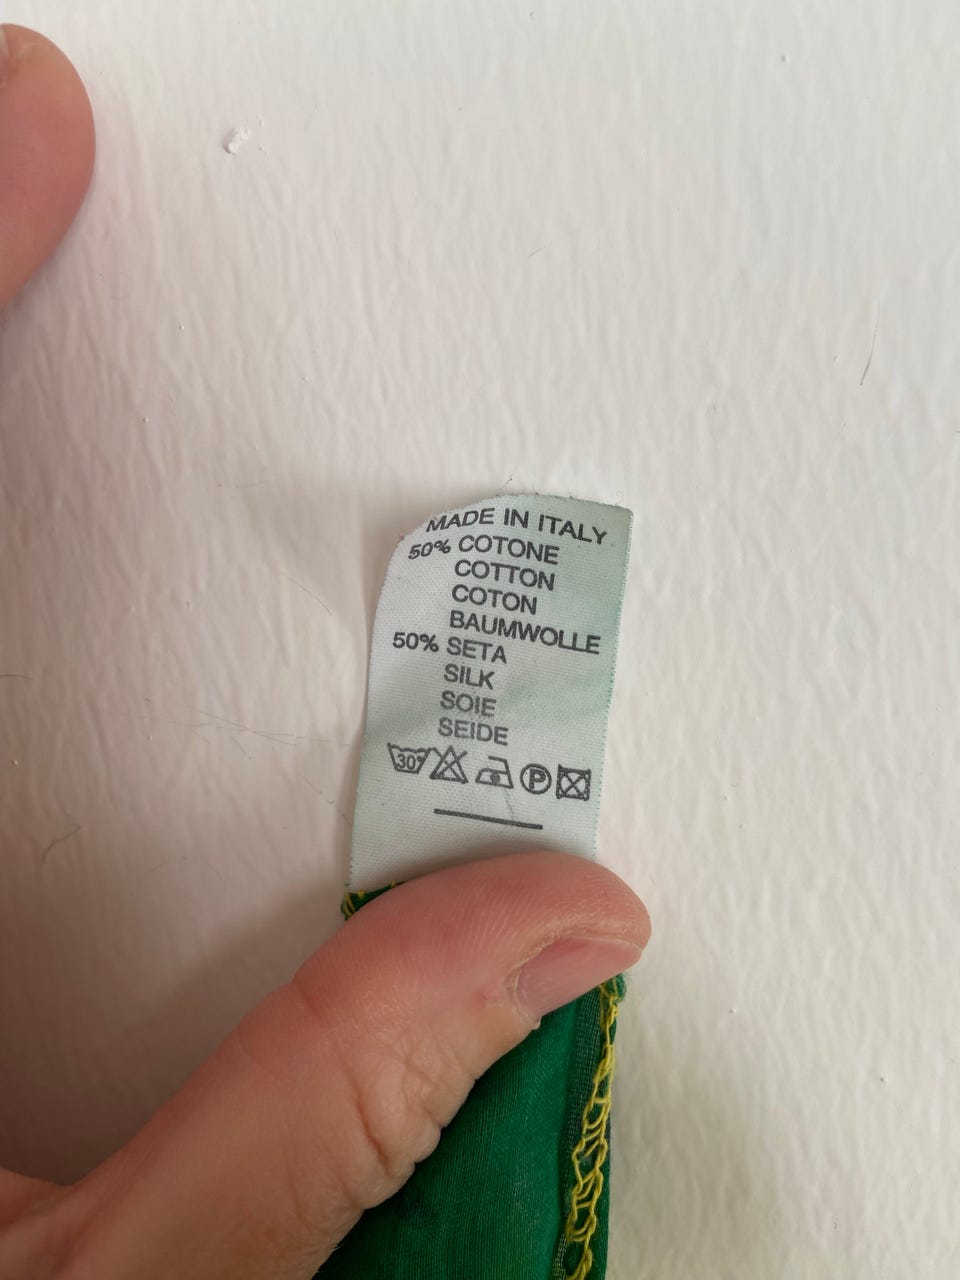 MADE IN ITALY
50% COTONE
COTTON
COTON
BAUMWOLLE
50% SETA
SILK
SOIE
SEIDE
30° P